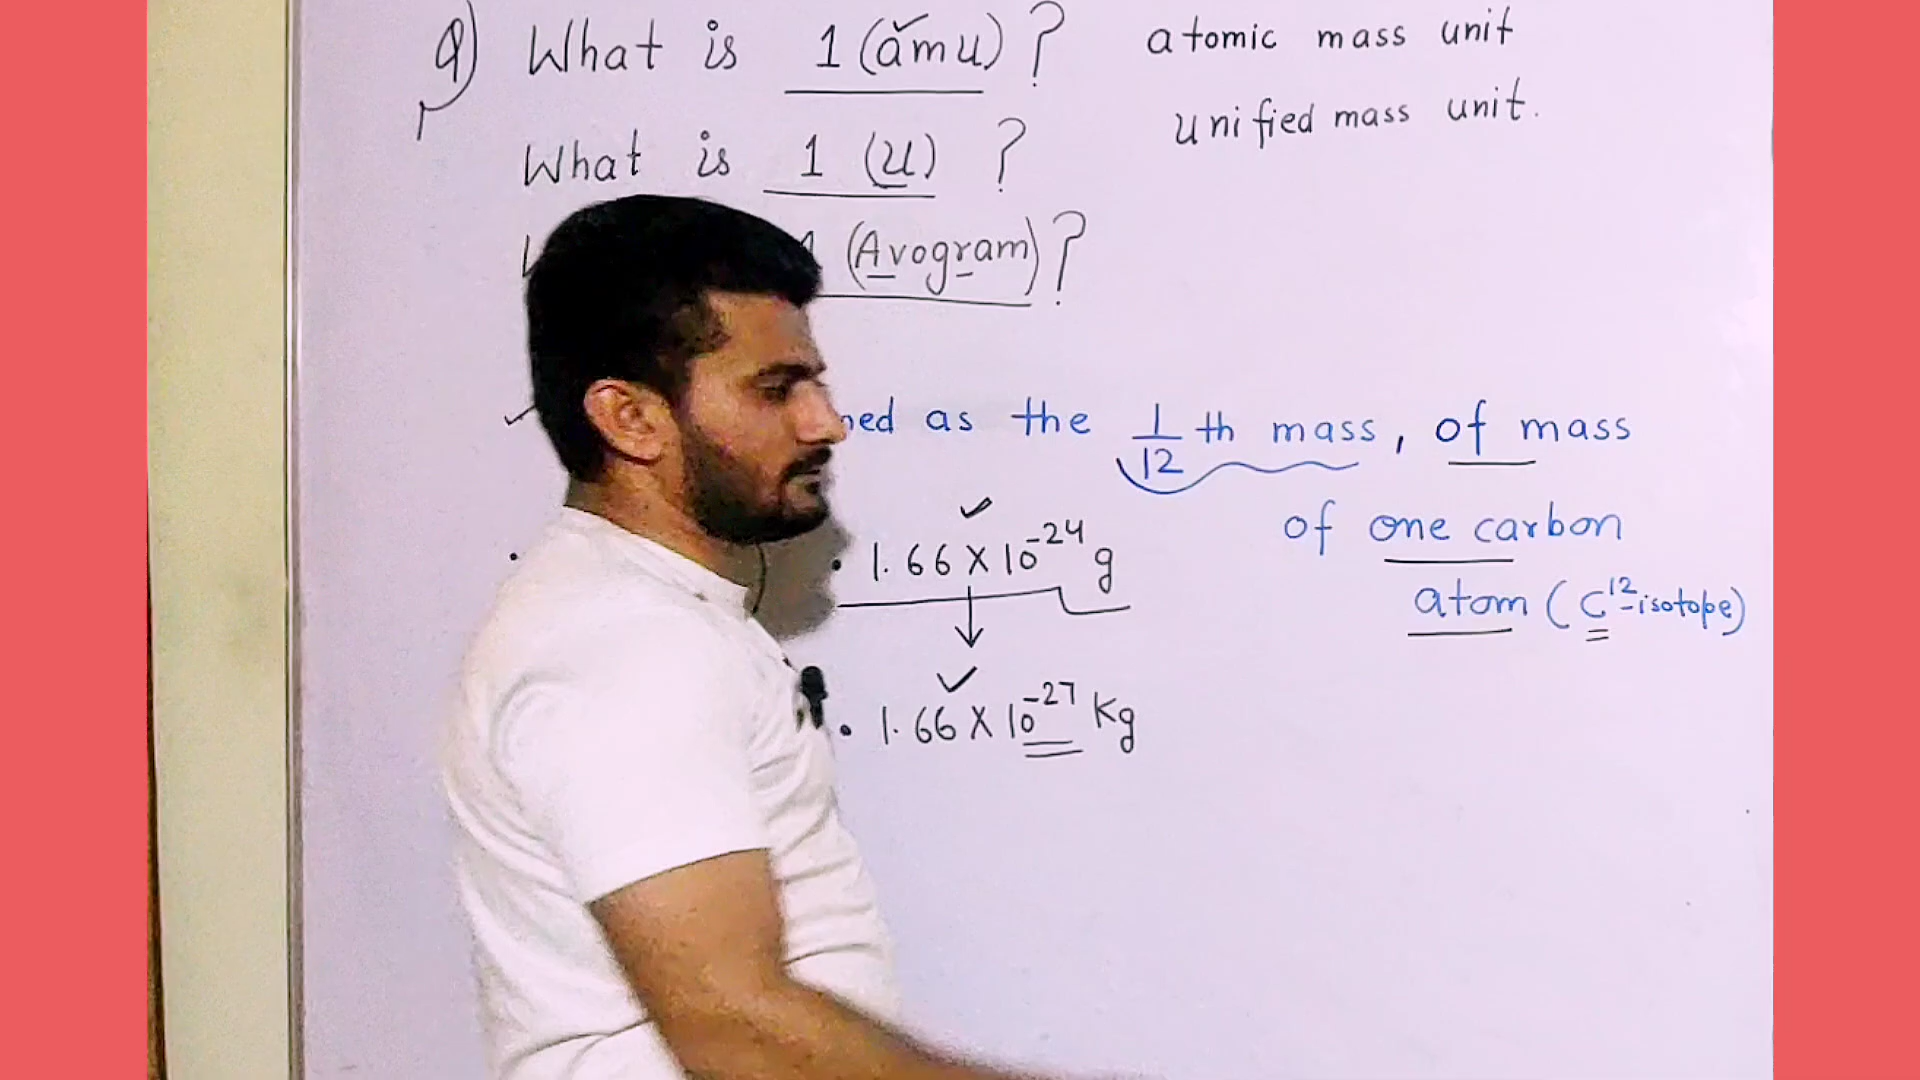 Q) What is 1 (amu) ? atomic mass unit
What is 1 (u) ? unified mass unit.
1 (Avogram) ?
ned as the 1/12 th mass, of mass
of one carbon
atom (C¹²-isotope)
• 1.66 X 10⁻²⁴ g
• 1.66 X 10⁻²⁷ Kg